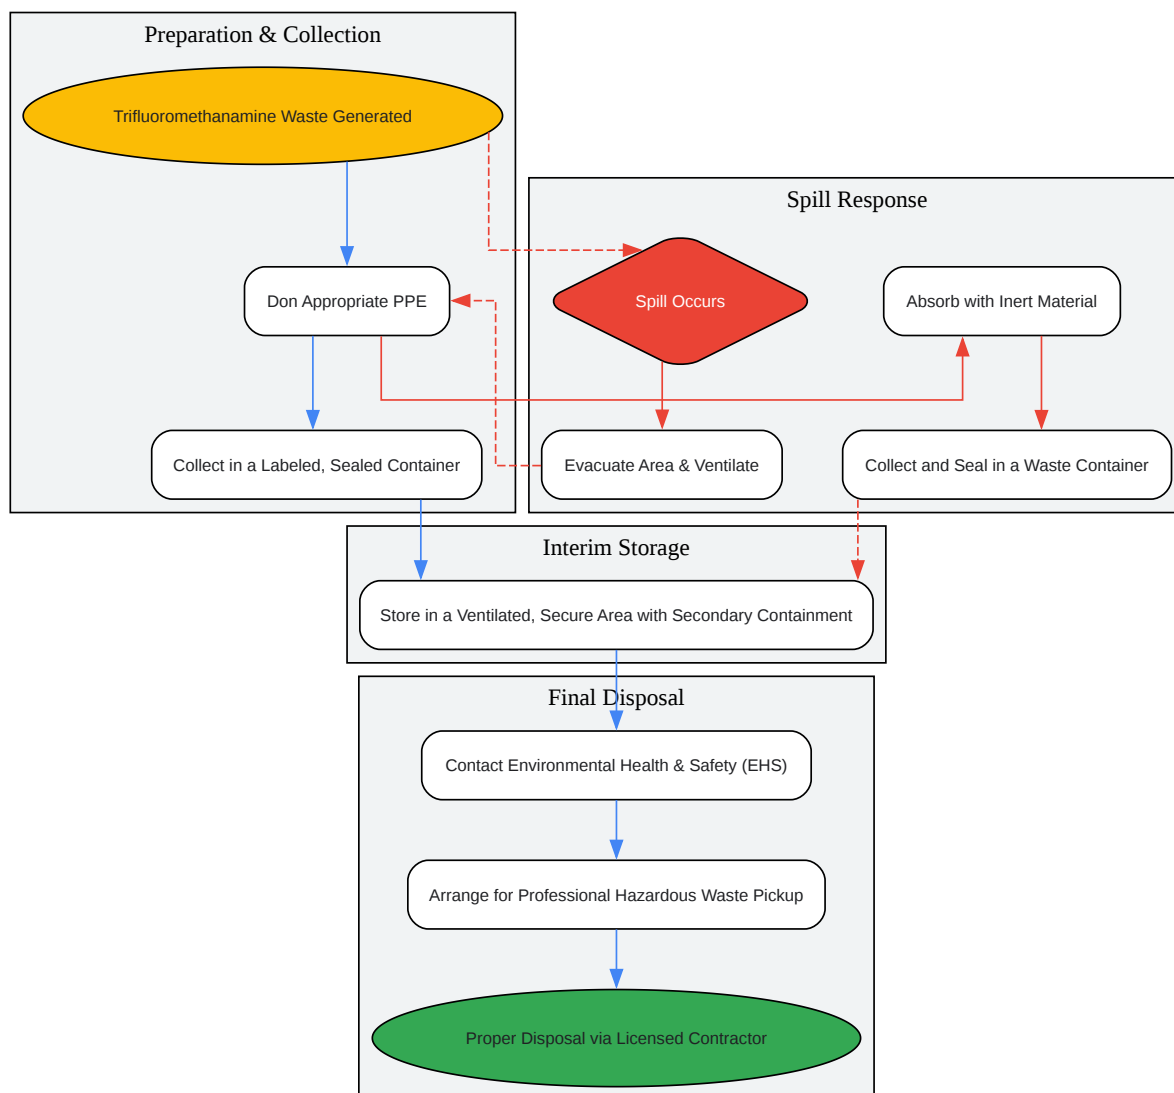 Preparation & Collection
Trifluoromethanamine Waste Generated
Spill Response
Don Appropriate PPE
Spill Occurs
Absorb with Inert Material
Collect in a Labeled, Sealed Container
Evacuate Area & Ventilate
Collect and Seal in a Waste Container
Interim Storage
Store in a Ventilated, Secure Area with Secondary Containment
Final Disposal
Contact Environmental Health & Safety (EHS)
Arrange for Professional Hazardous Waste Pickup
Proper Disposal via Licensed Contractor